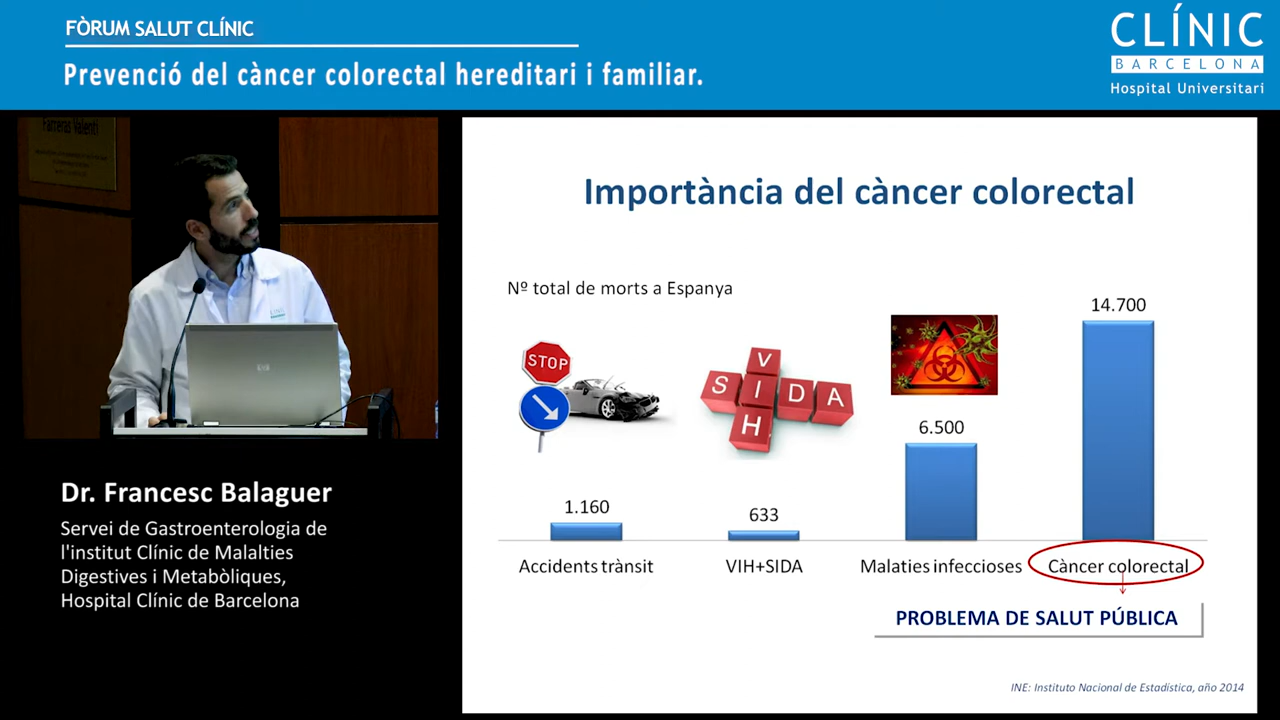 FÒRUM SALUT CLÍNIC
Prevenció del càncer colorectal hereditari i familiar.
CLÍNIC
BARCELONA
Hospital Universitari
Farreras Valentí
Dr. Francesc Balaguer
Servei de Gastroenterologia de
l'institut Clínic de Malalties
Digestives i Metabòliques,
Hospital Clínic de Barcelona
Importància del càncer colorectal
Nº total de morts a Espanya
STOP
V
S I D A
H
1.160
633
6.500
14.700
Accidents trànsit
VIH+SIDA
Malaties infeccioses
Càncer colorectal
PROBLEMA DE SALUT PÚBLICA
INE: Instituto Nacional de Estadística, año 2014